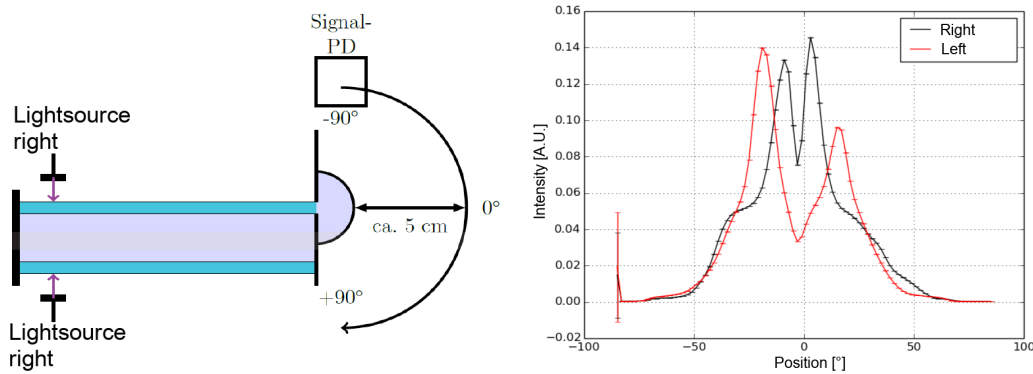 Signal-
PD
-90°
Lightsource
right
0°
ca. 5 cm
+90°
Lightsource
right
Intensity [A.U.]
0.16
0.14
0.12
0.10
0.08
0.06
0.04
0.02
0.00
−0.02
−100
−50
0
50
100
Position [°]
Right
Left